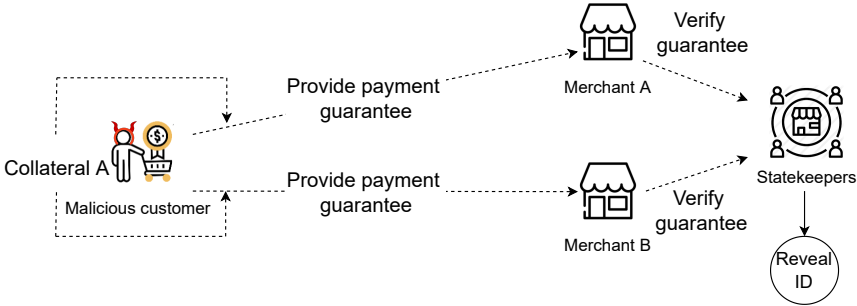 Collateral A
Malicious customer
Provide payment
guarantee
Provide payment
guarantee
Merchant A
Merchant B
Verify
guarantee
Verify
guarantee
Statekeepers
Reveal
ID